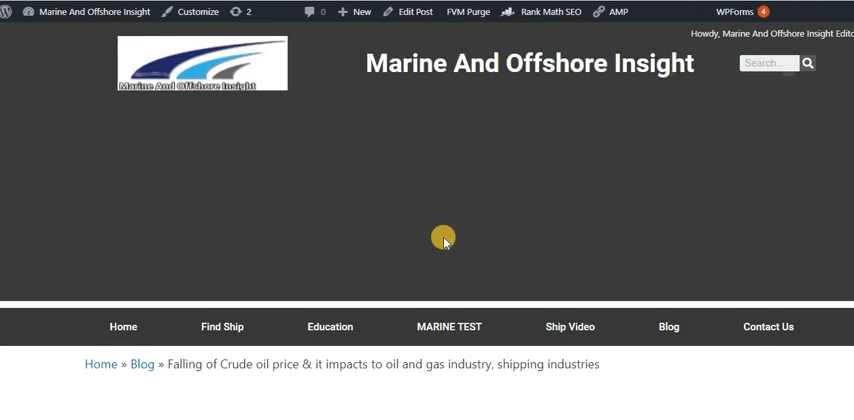 Marine And Offshore Insight Customize 2 0 New Edit Post FVM Purge Rank Math SEO AMP WPForms 4
Howdy, Marine And Offshore Insight Edito
Marine And Offshore Insight
Marine And Offshore Insight
Search...
Home Find Ship Education MARINE TEST Ship Video Blog Contact Us
Home » Blog » Falling of Crude oil price & it impacts to oil and gas industry, shipping industries